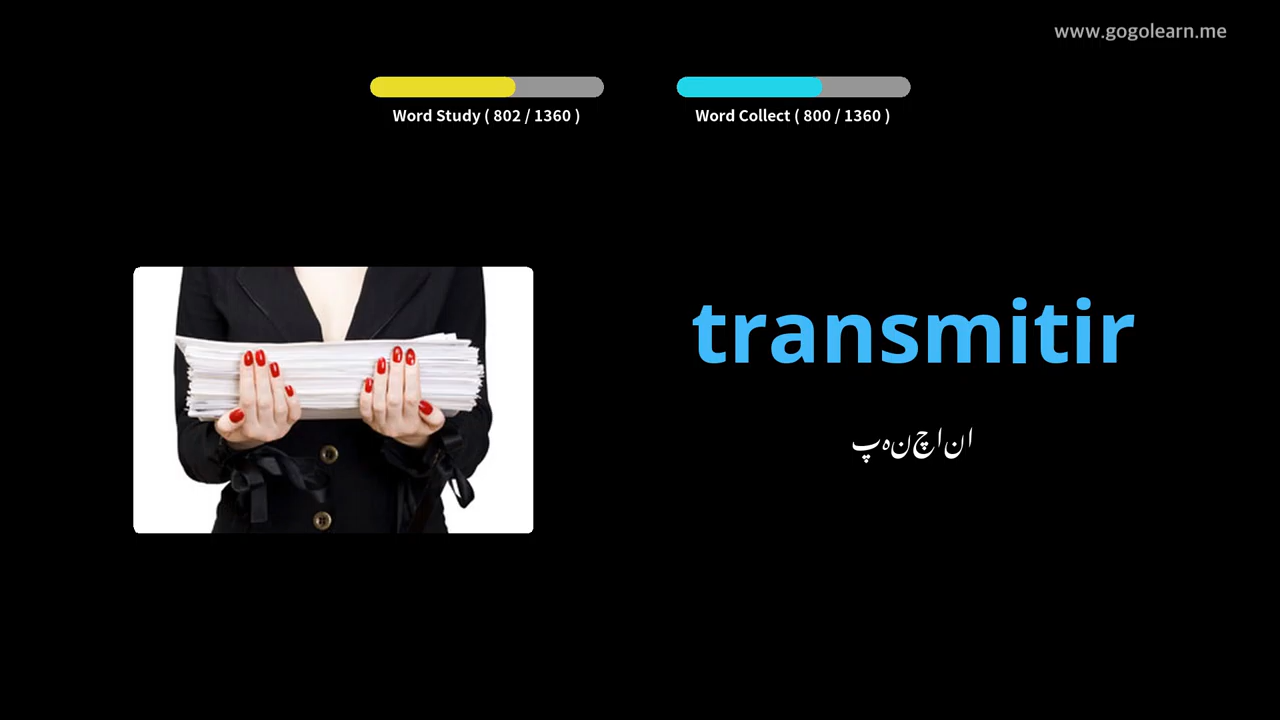 www.gogolearn.me
Word Study ( 802 / 1360 )
Word Collect ( 800 / 1360 )
transmitir
پہنچانا